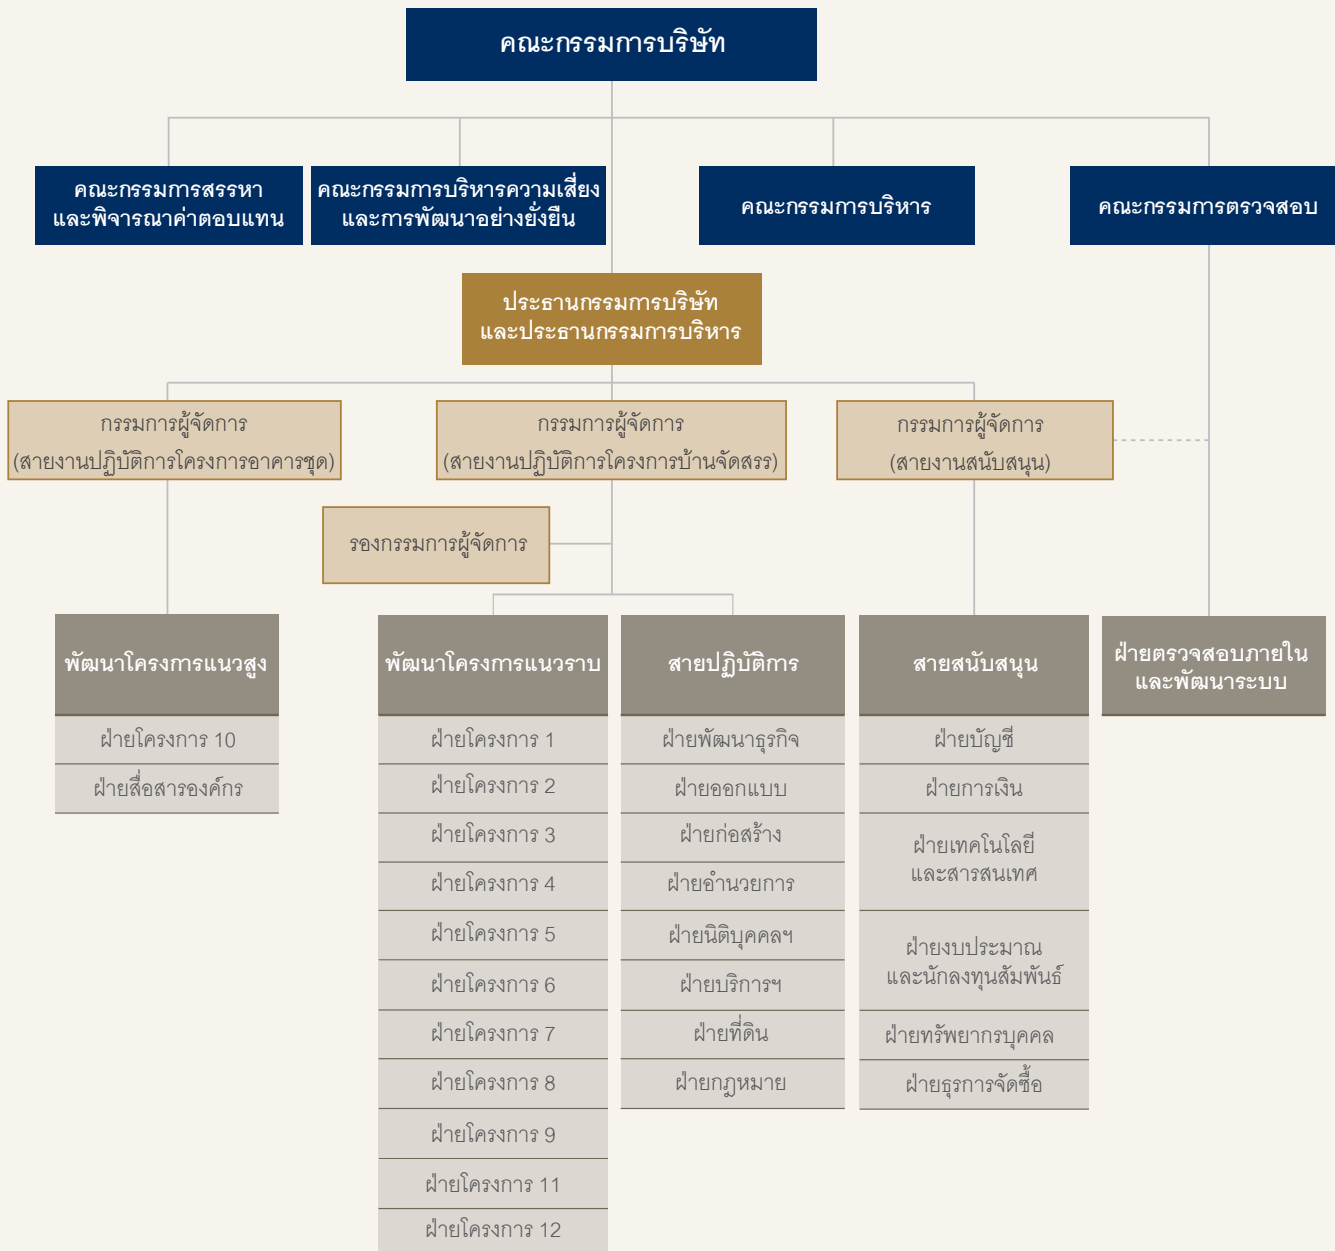 คณะกรรมการบริษัท
คณะกรรมการสรรหา
และพิจารณาค่าตอบแทน
คณะกรรมการบริหารความเสี่ยง
และการพัฒนาอย่างยั่งยืน
คณะกรรมการบริหาร
คณะกรรมการตรวจสอบ
ประธานกรรมการบริษัท
และประธานกรรมการบริหาร
กรรมการผู้จัดการ
(สายงานปฏิบัติการโครงการอาคารชุด)
กรรมการผู้จัดการ
(สายงานปฏิบัติการโครงการบ้านจัดสรร)
กรรมการผู้จัดการ
(สายงานสนับสนุน)
รองกรรมการผู้จัดการ
พัฒนาโครงการแนวสูง
ฝ่ายโครงการ 10
ฝ่ายสื่อสารองค์กร
พัฒนาโครงการแนวราบ
ฝ่ายโครงการ 1
ฝ่ายโครงการ 2
ฝ่ายโครงการ 3
ฝ่ายโครงการ 4
ฝ่ายโครงการ 5
ฝ่ายโครงการ 6
ฝ่ายโครงการ 7
ฝ่ายโครงการ 8
ฝ่ายโครงการ 9
ฝ่ายโครงการ 11
ฝ่ายโครงการ 12
สายปฏิบัติการ
ฝ่ายพัฒนาธุรกิจ
ฝ่ายออกแบบ
ฝ่ายก่อสร้าง
ฝ่ายอำนวยการ
ฝ่ายนิติบุคคลฯ
ฝ่ายบริการฯ
ฝ่ายที่ดิน
ฝ่ายกฎหมาย
สายสนับสนุน
ฝ่ายบัญชี
ฝ่ายการเงิน
ฝ่ายเทคโนโลยี
และสารสนเทศ
ฝ่ายงบประมาณ
และนักลงทุนสัมพันธ์
ฝ่ายทรัพยากรบุคคล
ฝ่ายธุรการจัดซื้อ
ฝ่ายตรวจสอบภายใน
และพัฒนาระบบ